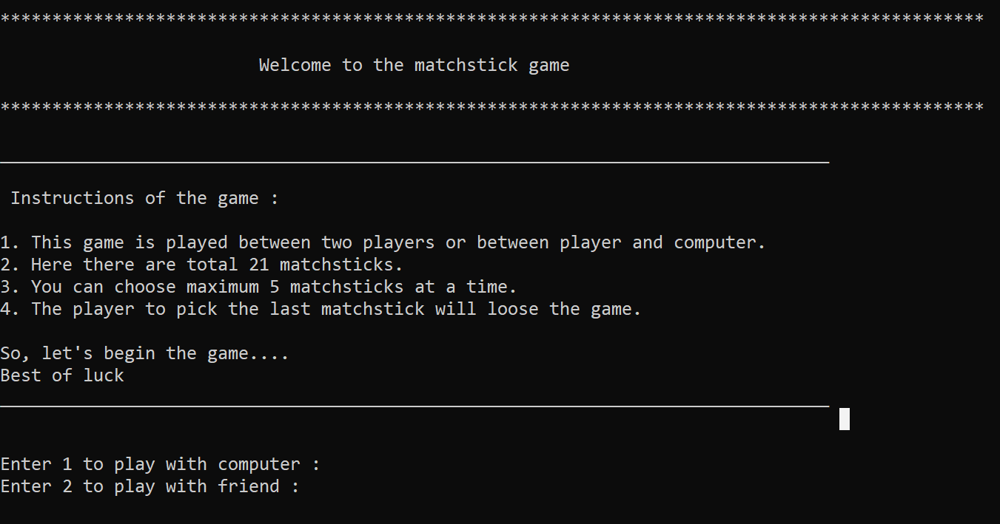 ***********************************************************************************************
Welcome to the matchstick game
***********************************************************************************************
________________________________________________________________________________
Instructions of the game :
1. This game is played between two players or between player and computer.
2. Here there are total 21 matchsticks.
3. You can choose maximum 5 matchsticks at a time.
4. The player to pick the last matchstick will loose the game.
So, let's begin the game....
Best of luck
________________________________________________________________________________
Enter 1 to play with computer :
Enter 2 to play with friend :